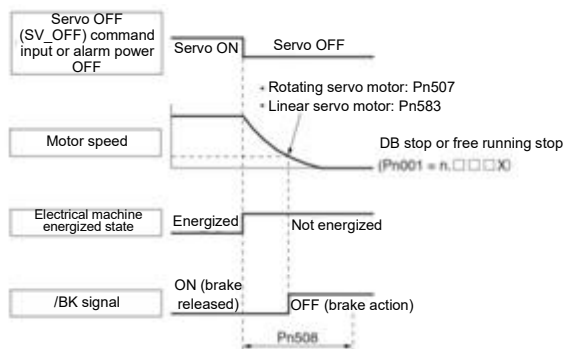 Servo OFF
(SV_OFF) command
input or alarm power
OFF
Servo ON
Servo OFF
* Rotating servo motor: Pn507
* Linear servo motor: Pn583
Motor speed
DB stop or free running stop
(Pn001 = n.□□□X)
Electrical machine
energized state
Energized
Not energized
/BK signal
ON (brake
released)
OFF (brake action)
Pn508